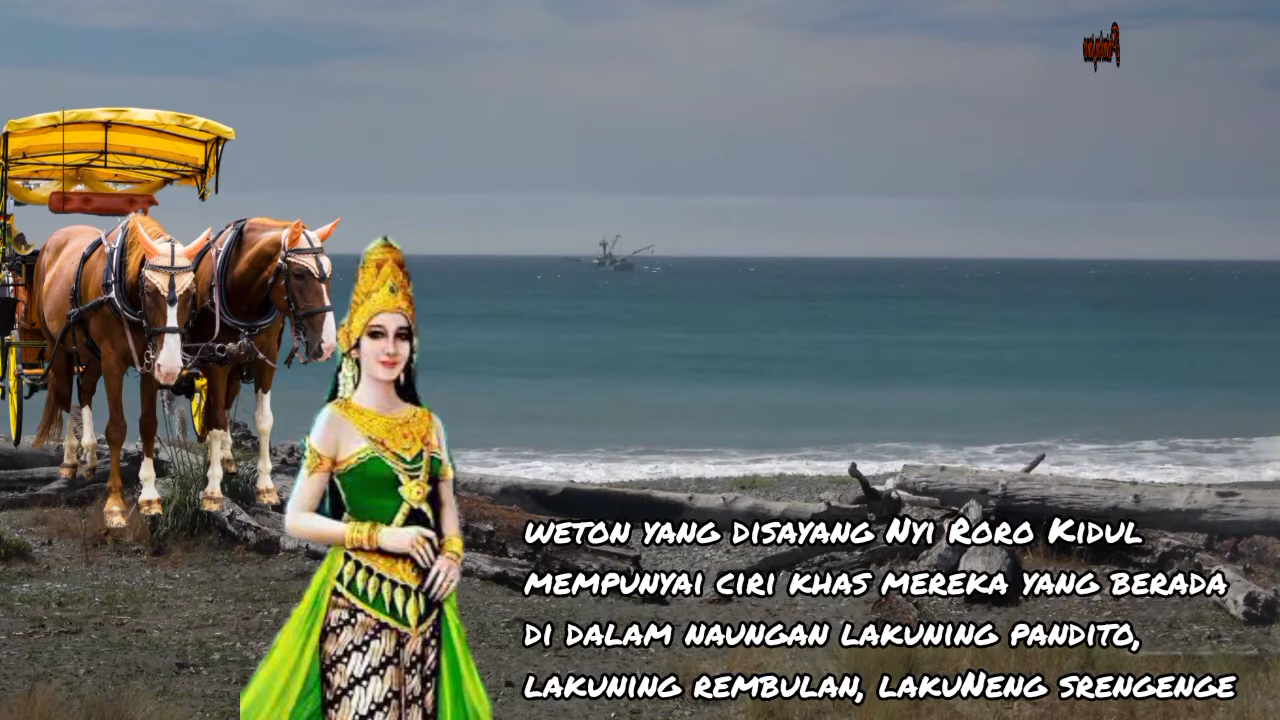 weton yang disayang Nyi Roro Kidul
mempunyai ciri khas mereka yang berada
di dalam naungan lakuning pandito,
lakuning rembulan, lakuNeng srengenge